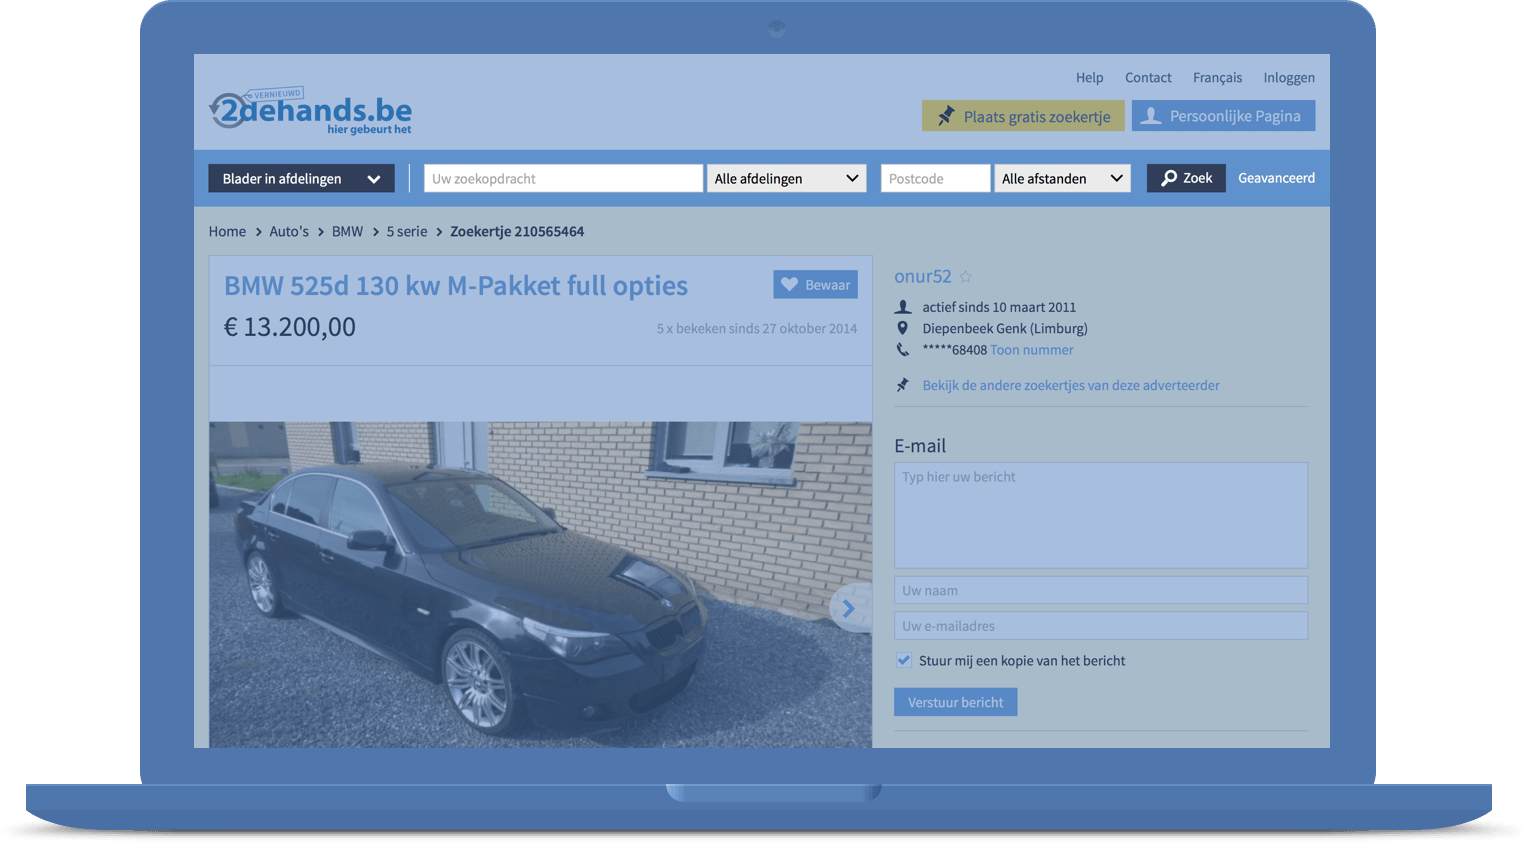 Help Contact Français Inloggen
VERNIEUWD
2dehands.be
hier gebeurt het
Plaats gratis zoekertje Persoonlijke Pagina
Blader in afdelingen Uw zoekopdracht Alle afdelingen Postcode Alle afstanden Zoek Geavanceerd
Home > Auto's > BMW > 5 serie > Zoekertje 210565464
BMW 525d 130 kw M-Pakket full opties
Bewaar
€ 13.200,00
5 x bekeken sinds 27 oktober 2014
onur52
actief sinds 10 maart 2011
Diepenbeek Genk (Limburg)
*****68408 Toon nummer
Bekijk de andere zoekertjes van deze adverteerder
E-mail
Typ hier uw bericht
Uw naam
Uw e-mailadres
Stuur mij een kopie van het bericht
Verstuur bericht